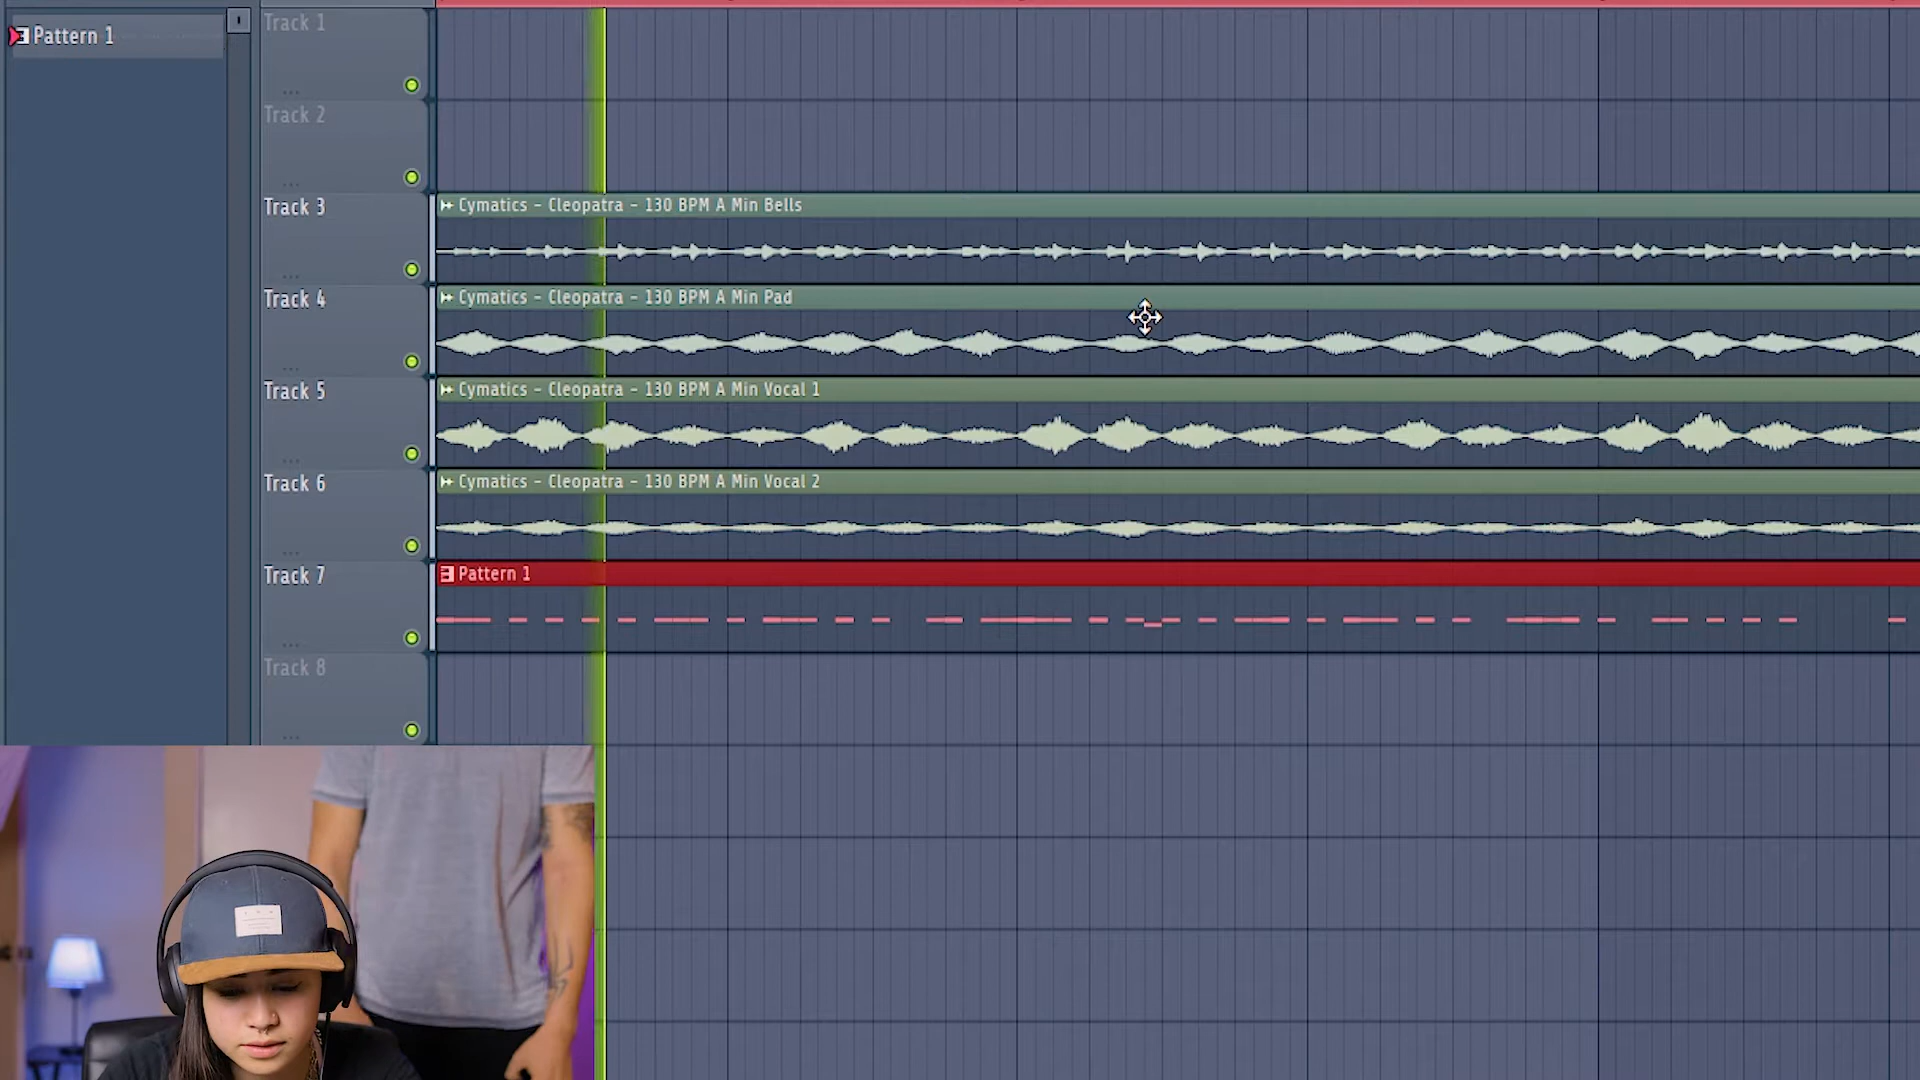 Pattern 1
Track 1
Track 2
Track 3
Cymatics - Cleopatra - 130 BPM A Min Bells
Track 4
Cymatics - Cleopatra - 130 BPM A Min Pad
Track 5
Cymatics - Cleopatra - 130 BPM A Min Vocal 1
Track 6
Cymatics - Cleopatra - 130 BPM A Min Vocal 2
Track 7
Pattern 1
Track 8